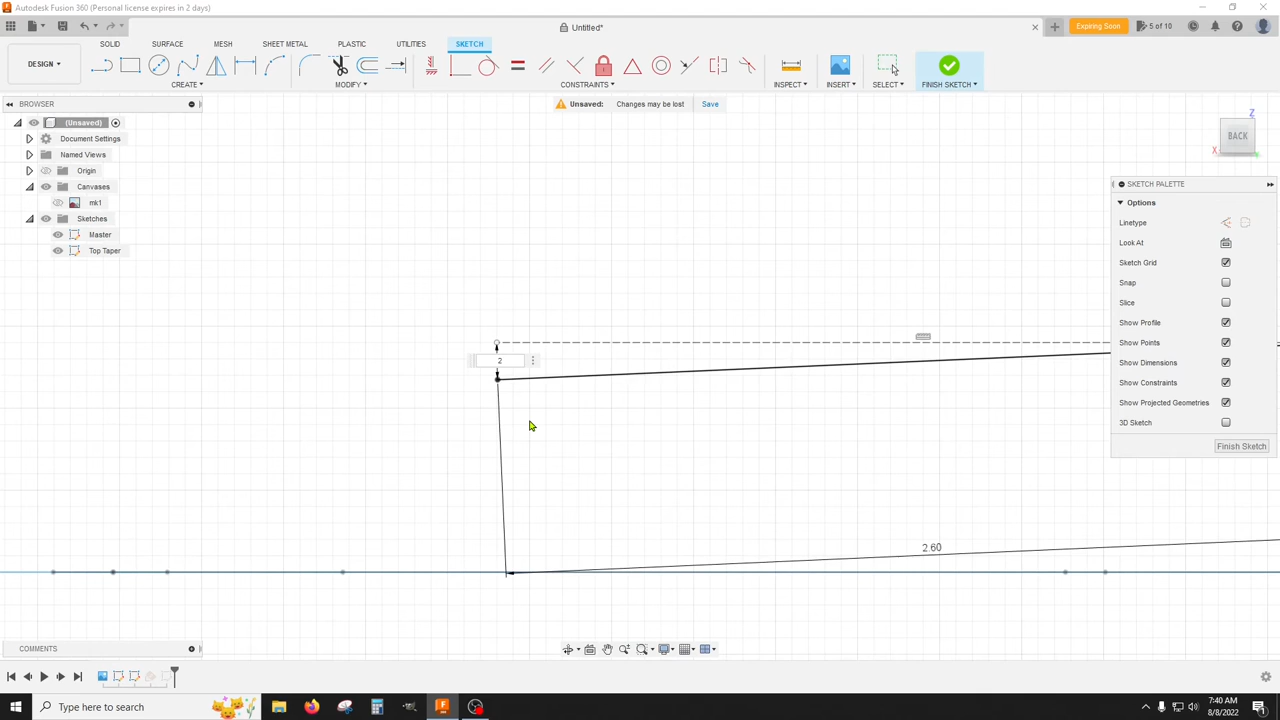 Autodesk Fusion 360 (Personal license expires in 2 days)
Untitled*
Expiring Soon
5 of 10
DESIGN
SOLID
SURFACE
MESH
SHEET METAL
PLASTIC
UTILITIES
SKETCH
CREATE
MODIFY
CONSTRAINTS
INSPECT
INSERT
SELECT
FINISH SKETCH
BROWSER
Unsaved: Changes may be lost
Save
(Unsaved)
Document Settings
Named Views
Origin
Canvases
mk1
Sketches
Master
Top Taper
Z
BACK
X
SKETCH PALETTE
Options
Linetype
Look At
Sketch Grid
Snap
Slice
Show Profile
Show Points
Show Dimensions
Show Constraints
Show Projected Geometries
3D Sketch
Finish Sketch
2
2.60
COMMENTS
Type here to search
7:40 AM
8/8/2022
1